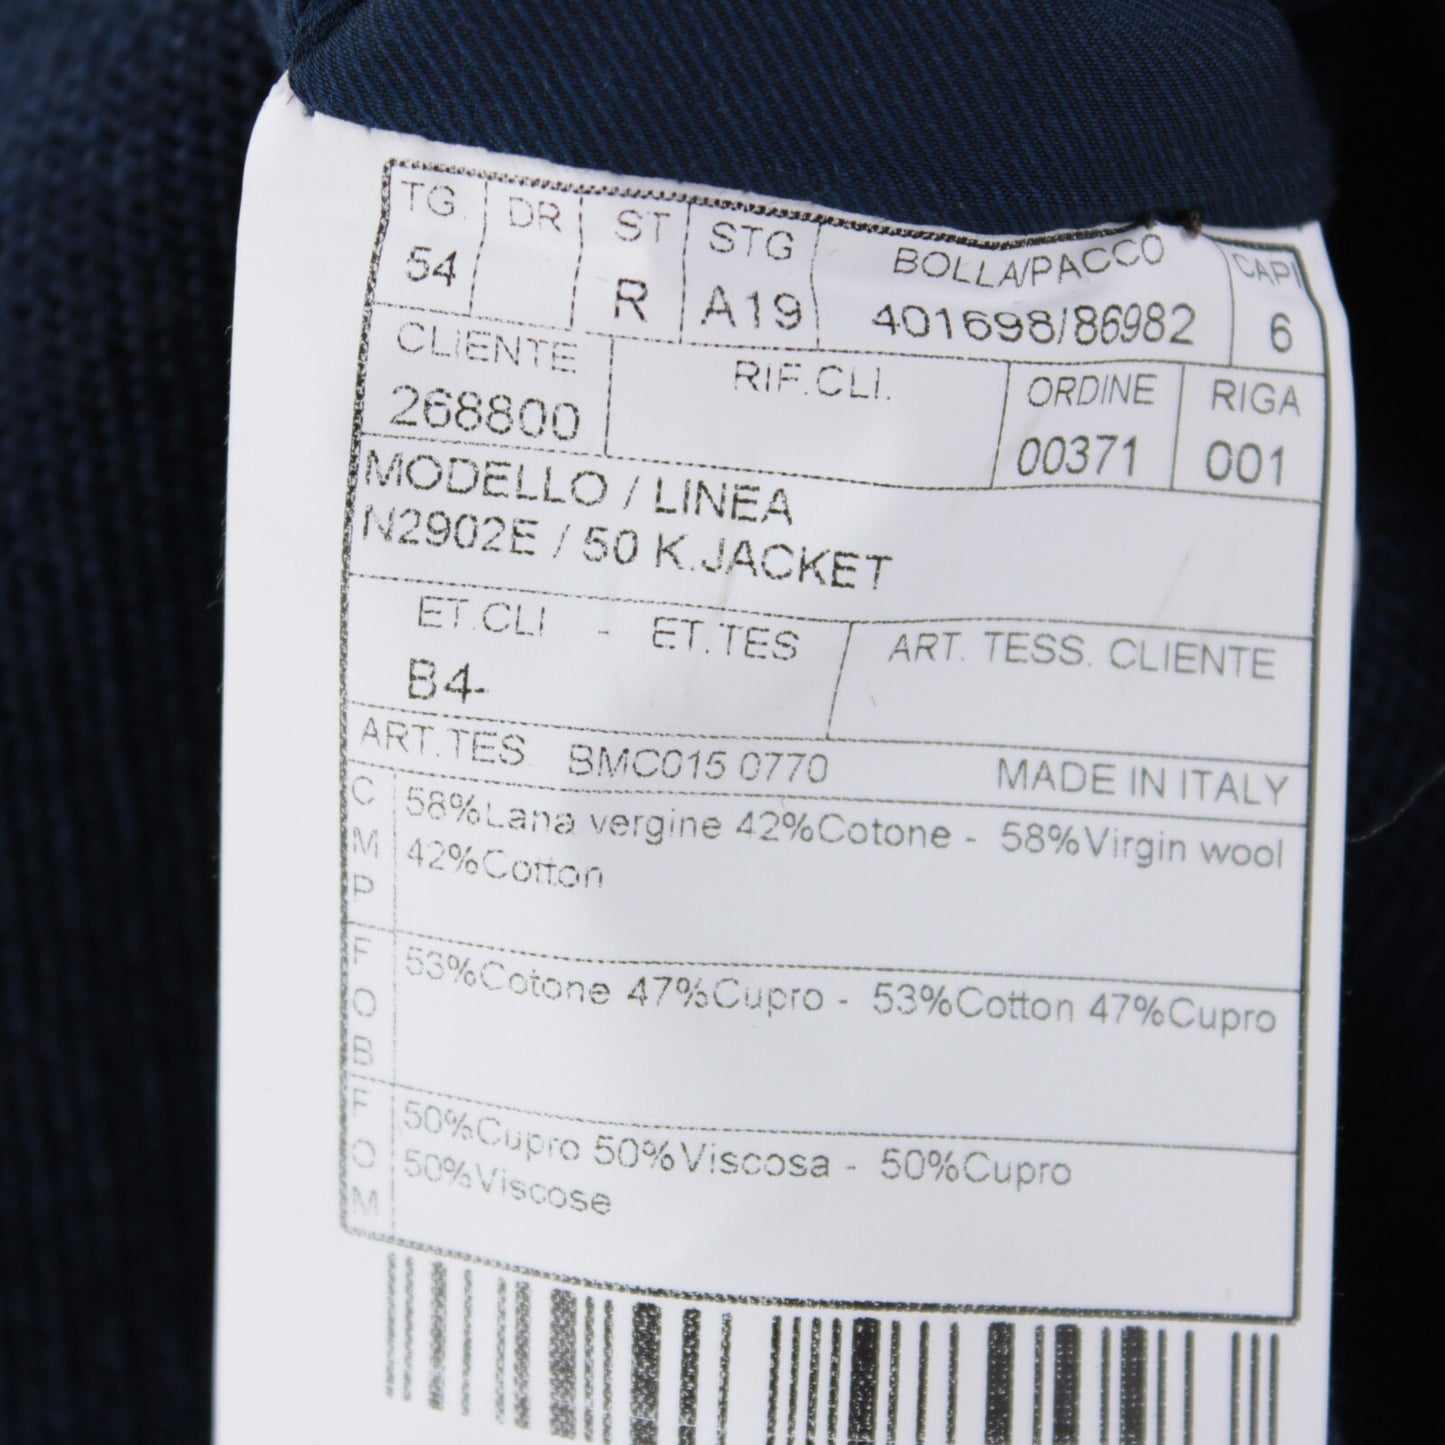 TG. DR ST STG BOLLA/PACCO CAPI
54 R A19 401698/86982 6
CLIENTE RIF.CLI. ORDINE RIGA
268800 00371 001
MODELLO / LINEA
N2902E / 50 K.JACKET
ET.CLI - ET.TES ART. TESS. CLIENTE
B4-
ART.TES. BMC015 0770 MADE IN ITALY
CMP
58%Lana vergine 42%Cotone - 58%Virgin wool
42%Cotton
FOB
53%Cotone 47%Cupro - 53%Cotton 47%Cupro
FOM
50%Cupro 50%Viscosa - 50%Cupro
50%Viscose